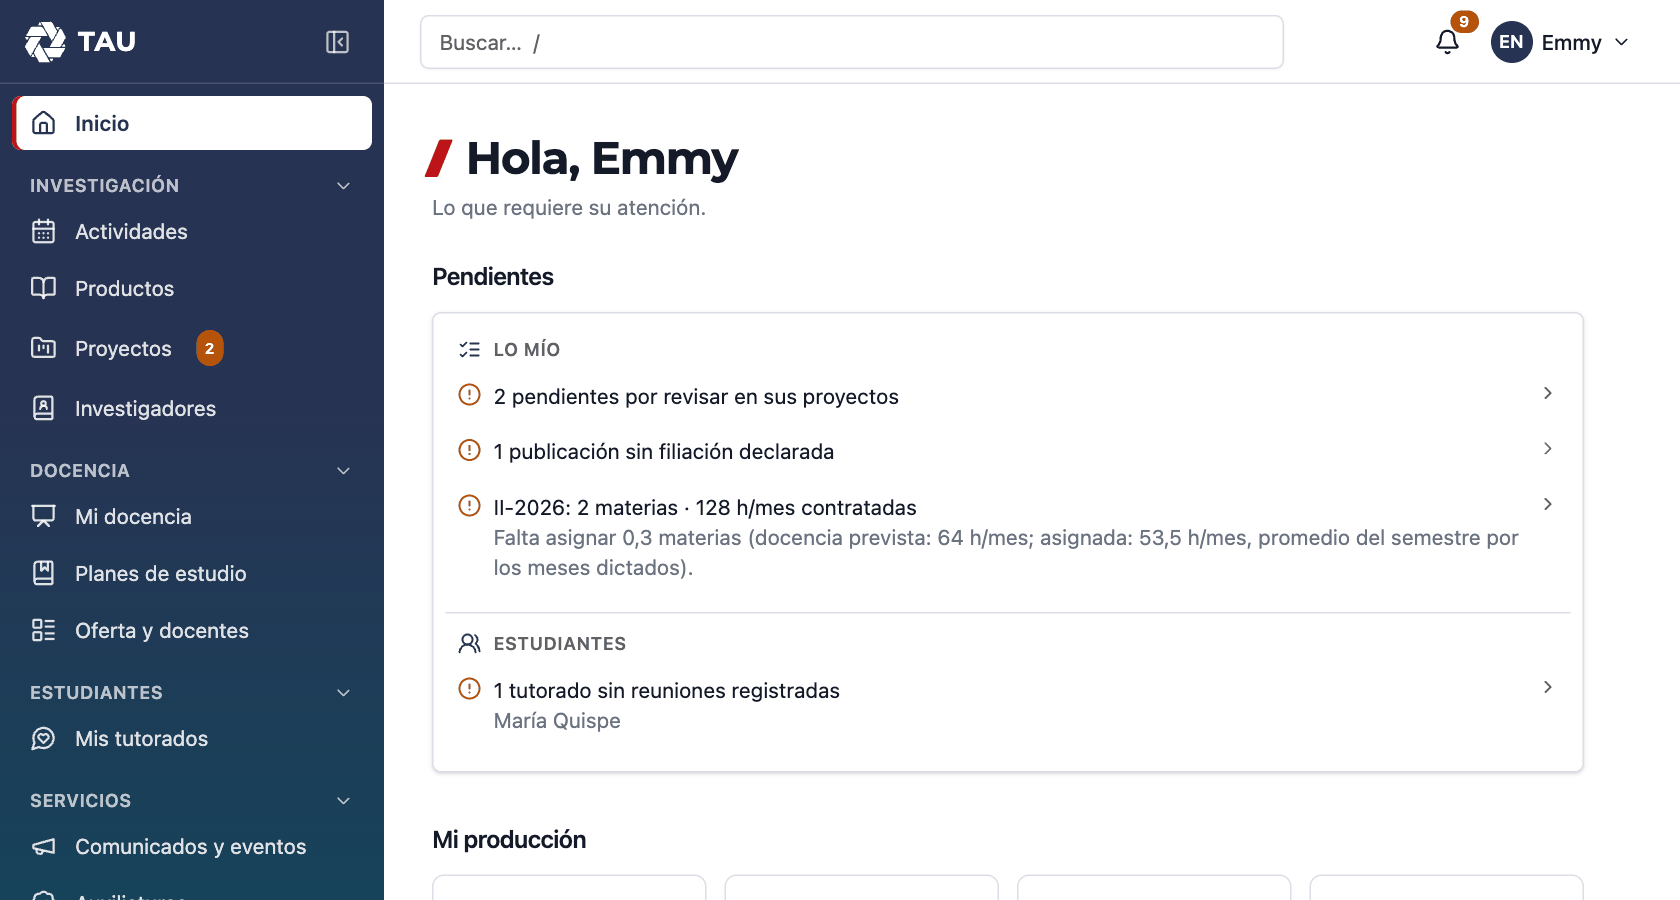 TAU
Buscar... /
9
EN
Emmy
Inicio
INVESTIGACIÓN
Actividades
Productos
Proyectos
2
Investigadores
DOCENCIA
Mi docencia
Planes de estudio
Oferta y docentes
ESTUDIANTES
Mis tutorados
SERVICIOS
Comunicados y eventos
Hola, Emmy
Lo que requiere su atención.
Pendientes
LO MÍO
2 pendientes por revisar en sus proyectos
1 publicación sin filiación declarada
II-2026: 2 materias · 128 h/mes contratadas
Falta asignar 0,3 materias (docencia prevista: 64 h/mes; asignada: 53,5 h/mes, promedio del semestre por
los meses dictados).
ESTUDIANTES
1 tutorado sin reuniones registradas
María Quispe
Mi producción